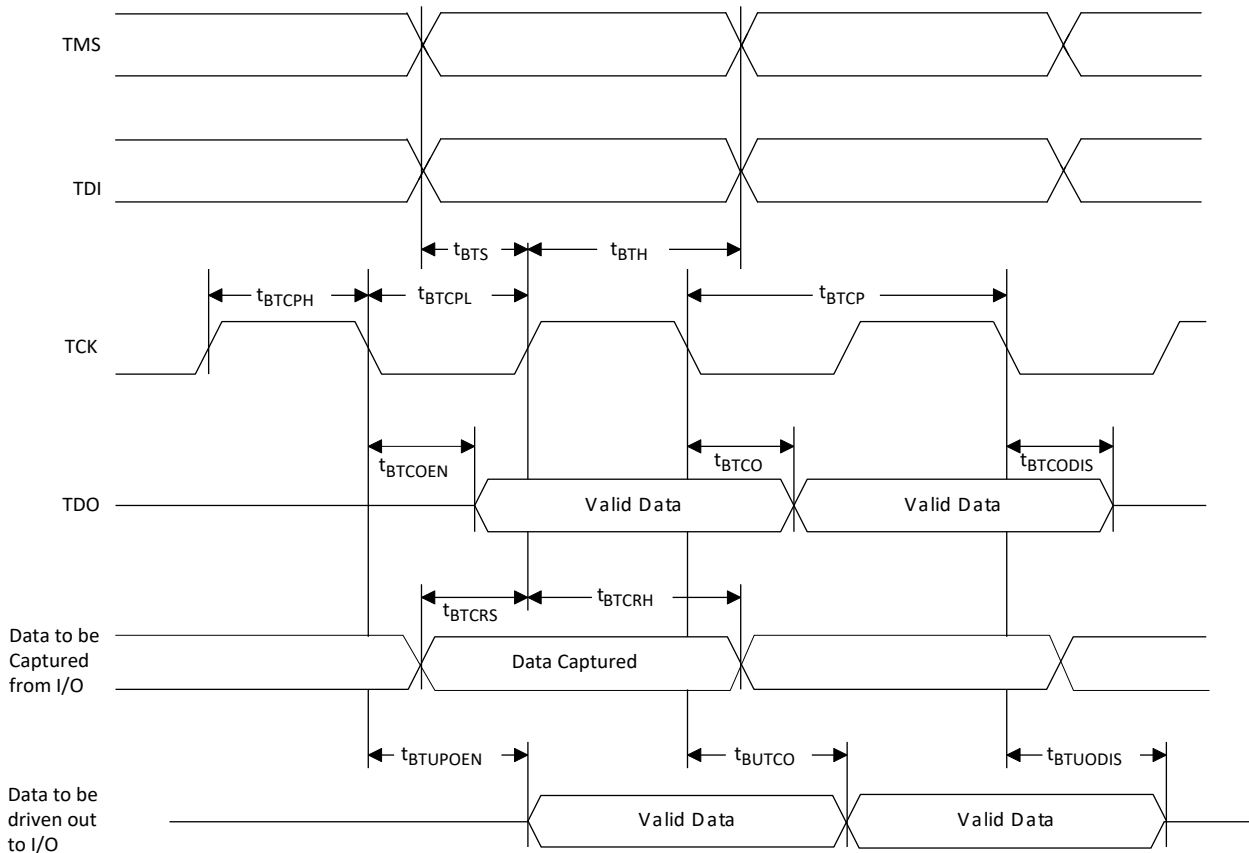 TMS
TDI
tBTS
tBTH
tBTCPH
tBTCPL
tBTCP
TCK
tBTCOEN
tBTCO
tBTCODIS
TDO
Valid Data
Valid Data
tBTCRS
tBTCRH
Data to be
Captured
from I/O
Data Captured
tBTUPOEN
tBUTCO
tBTUODIS
Data to be
driven out
to I/O
Valid Data
Valid Data